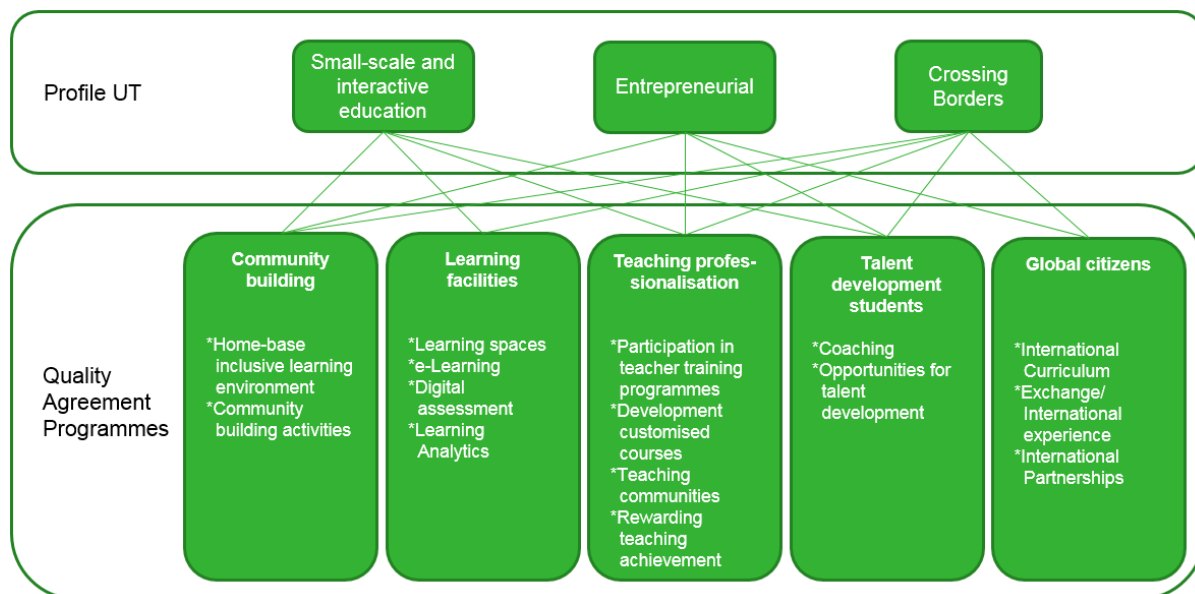 Profile UT
Small-scale and
interactive
education
Entrepreneurial
Crossing
Borders
Quality
Agreement
Programmes
Community
building
*Home-base
inclusive learning
environment
*Community
building activities
Learning
facilities
*Learning spaces
*e-Learning
*Digital
assessment
*Learning
Analytics
Teaching profes-
sionalisation
*Participation in
teacher training
programmes
*Development
customised
courses
*Teaching
communities
*Rewarding
teaching
achievement
Talent
development
students
*Coaching
*Opportunities for
talent
development
Global citizens
*International
Curriculum
*Exchange/
International
experience
*International
Partnerships